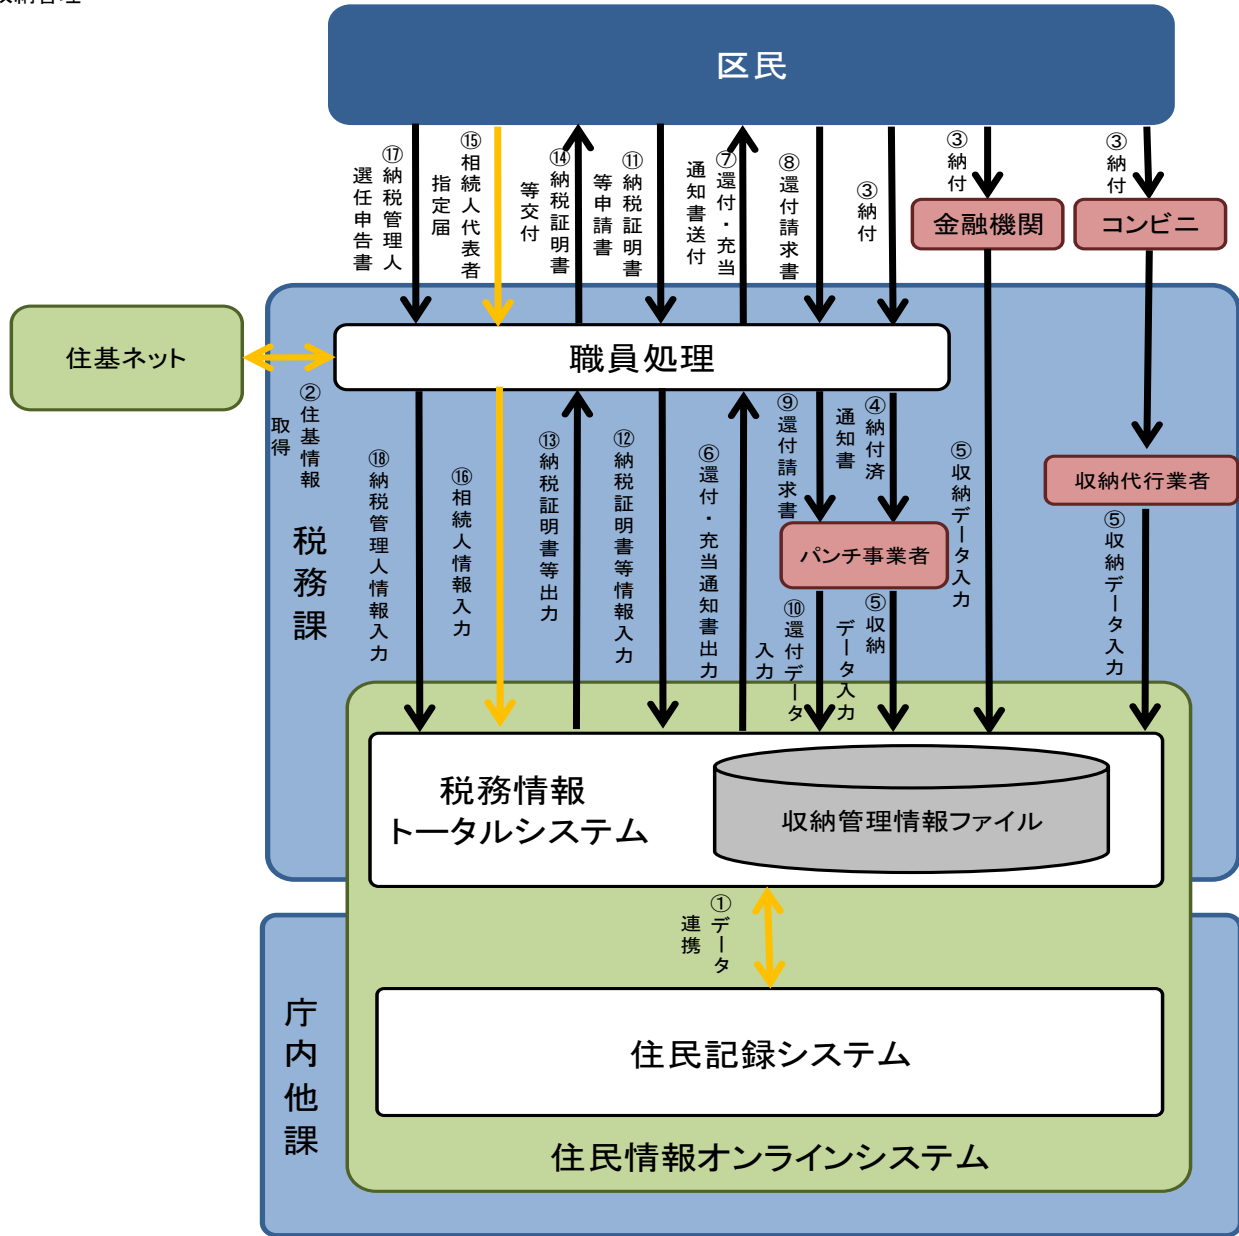 収納管理
区民
⑰納税管理人
選任申告書
⑮相続人代表者
指定届
⑭納税証明書
等交付
⑪納税証明書
等申請書
⑦還付・充当
通知書送付
⑧還付請求書
③納付
③納付
③納付
金融機関
コンビニ
住基ネット
職員処理
②住基情報
取得
税務課
⑱納税管理人情報入力
⑯相続人情報入力
⑬納税証明書等出力
⑫納税証明書等情報入力
⑥還付・充当通知書出力
⑨還付請求書
④納付済
通知書
⑤収納データ入力
収納代行業者
パンチ事業者
⑩還付データ
入力
⑤収納
データ入力
⑤収納データ入力
税務情報
トータルシステム
収納管理情報ファイル
①データ
連携
庁内他課
住民記録システム
住民情報オンラインシステム